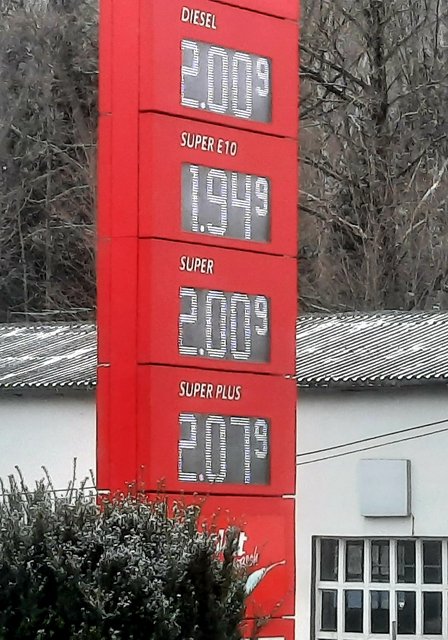 DIESEL
2.00⁹
SUPER E10
1.94⁹
SUPER
2.00⁹
SUPER PLUS
2.07⁹